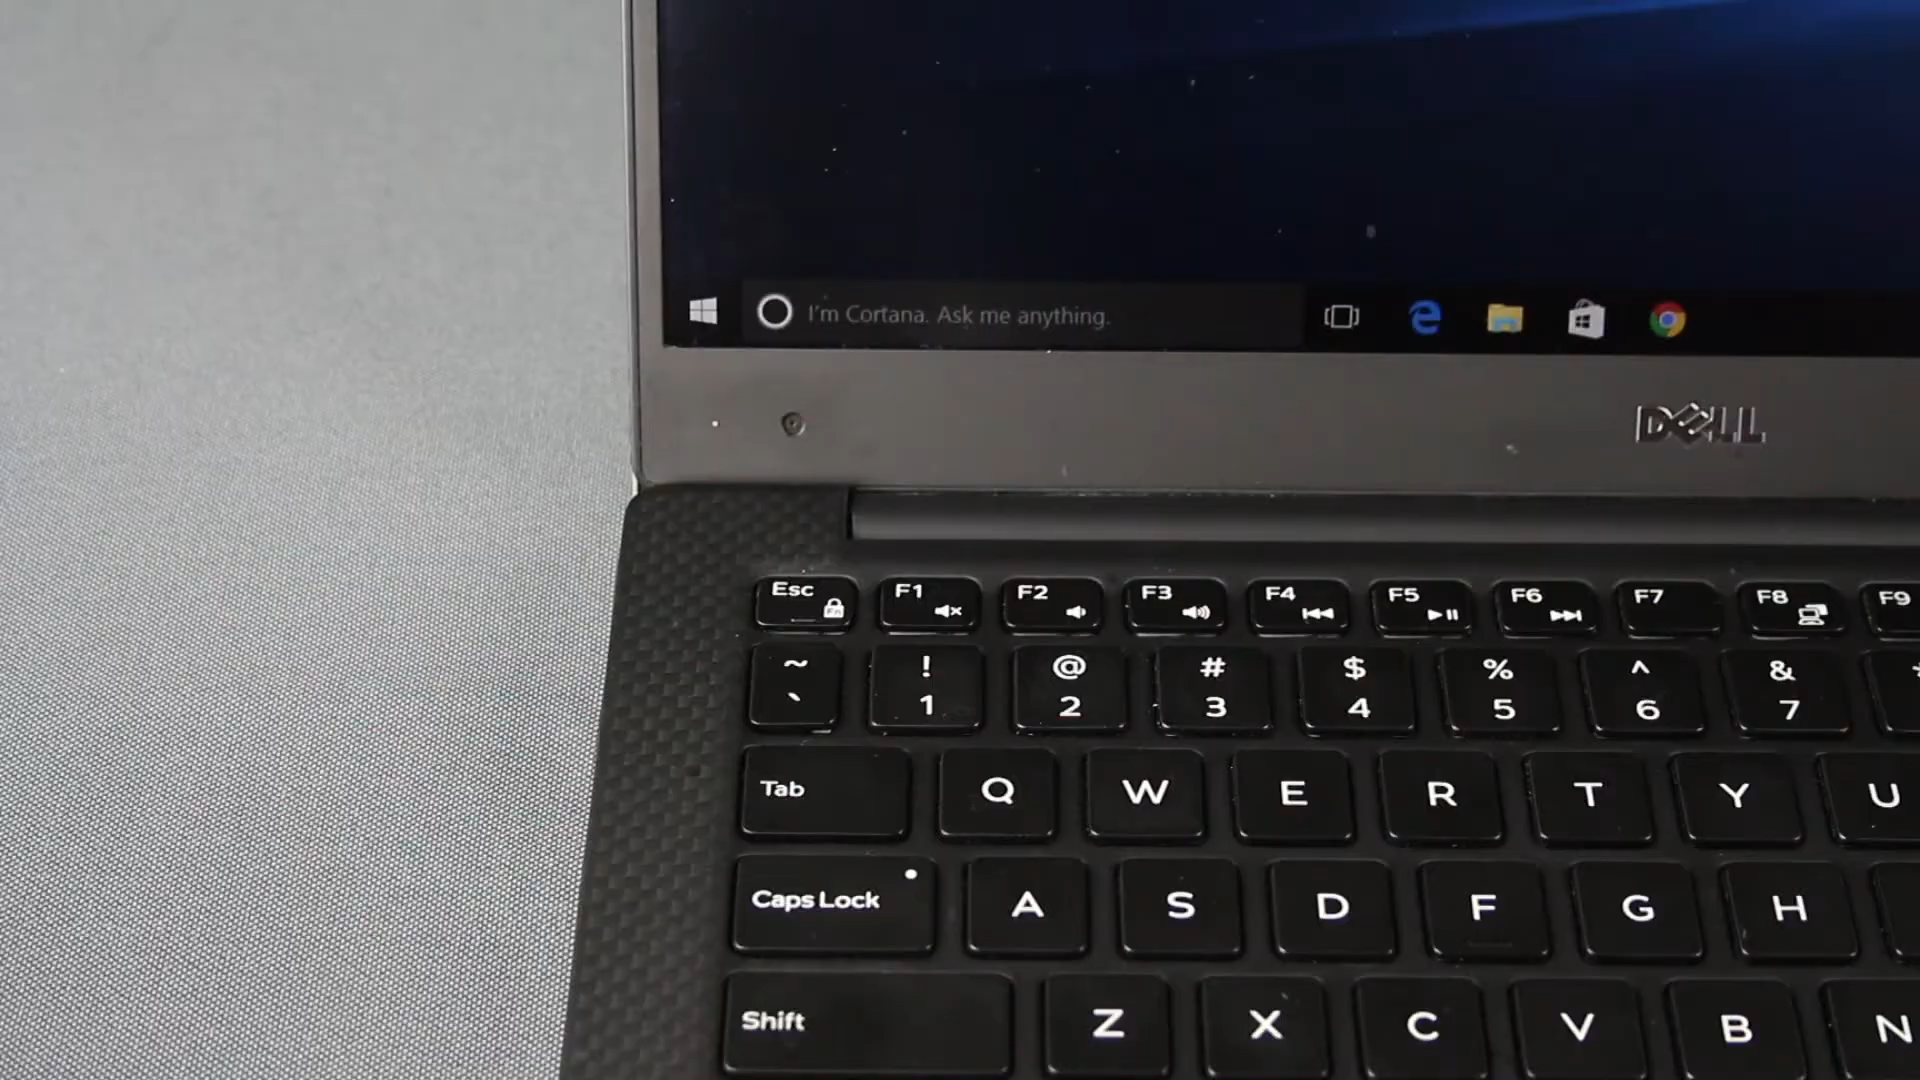 I'm Cortana. Ask me anything.
DELL
Esc F1 F2 F3 F4 F5 F6 F7 F8 F9
Fn
~ ! @ # $ % ^ &
` 1 2 3 4 5 6 7
Tab Q W E R T Y U
Caps Lock A S D F G H
Shift Z X C V B N